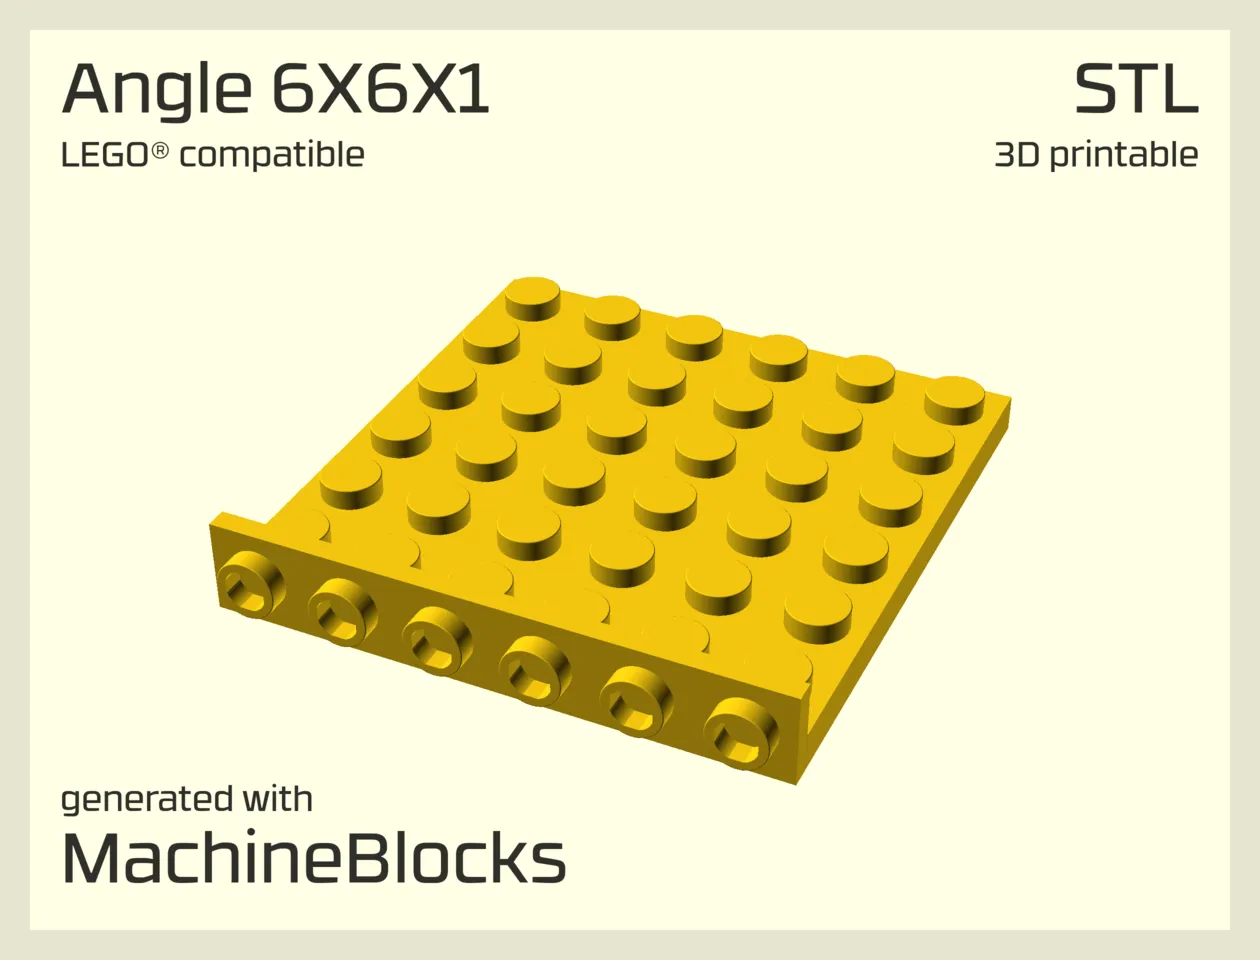 Angle 6X6X1
LEGO® compatible
STL
3D printable
generated with
MachineBlocks